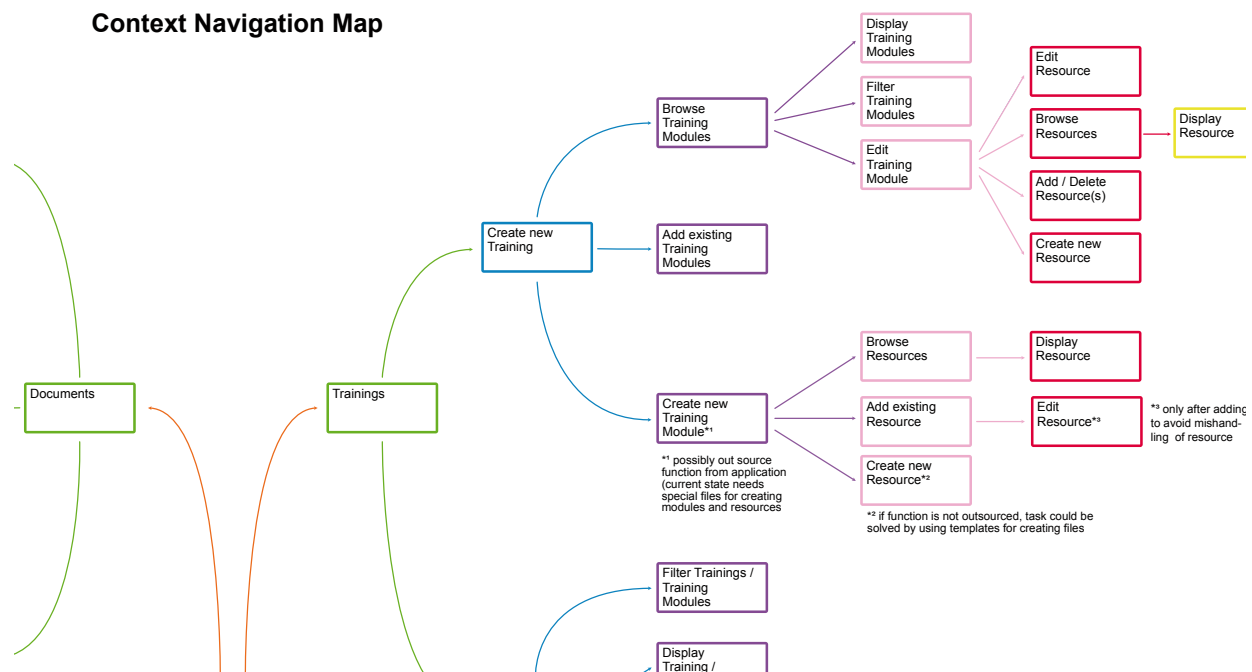 Context Navigation Map
Display
Training
Modules
Edit
Resource
Filter
Training
Modules
Browse
Training
Modules
Browse
Resources
Display
Resource
Edit
Training
Module
Add / Delete
Resource(s)
Create new
Training
Add existing
Training
Modules
Create new
Resource
Browse
Resources
Display
Resource
Documents
Trainings
Create new
Training
Module*¹
Add existing
Resource
Edit
Resource*³
*³ only after adding
to avoid mishand-
ling of resource
*¹ possibly out source
function from application
(current state needs
special files for creating
modules and resources
Create new
Resource*²
*² if function is not outsourced, task could be
solved by using templates for creating files
Filter Trainings /
Training
Modules
Display
Training /